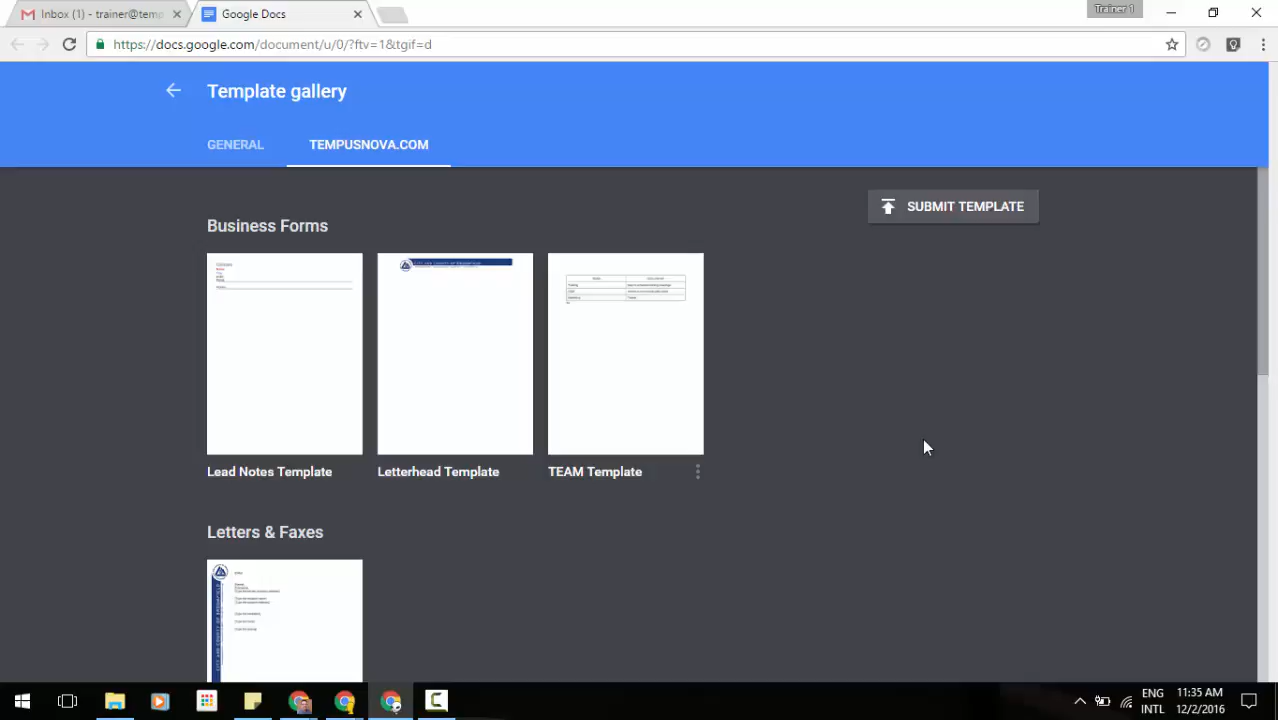 Inbox (1) - trainer@temp
Google Docs
Trainer 1
https://docs.google.com/document/u/0/?ftv=1&tgif=d
Template gallery
GENERAL
TEMPUSNOVA.COM
SUBMIT TEMPLATE
Business Forms
Lead Notes Template
Letterhead Template
TEAM Template
Letters & Faxes
ENG
INTL
11:35 AM
12/2/2016